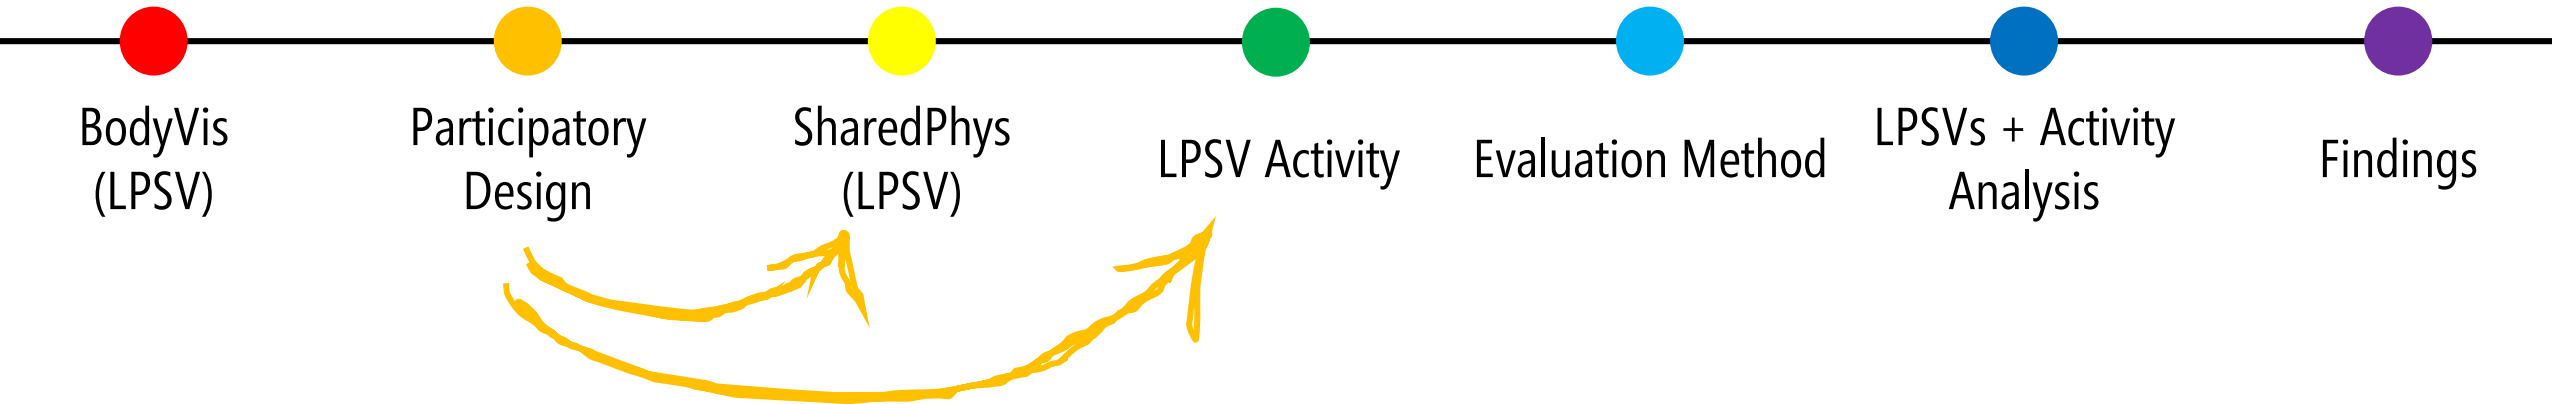 BodyVis
(LPSV)
Participatory
Design
SharedPhys
(LPSV)
LPSV Activity
Evaluation Method
LPSVs + Activity
Analysis
Findings